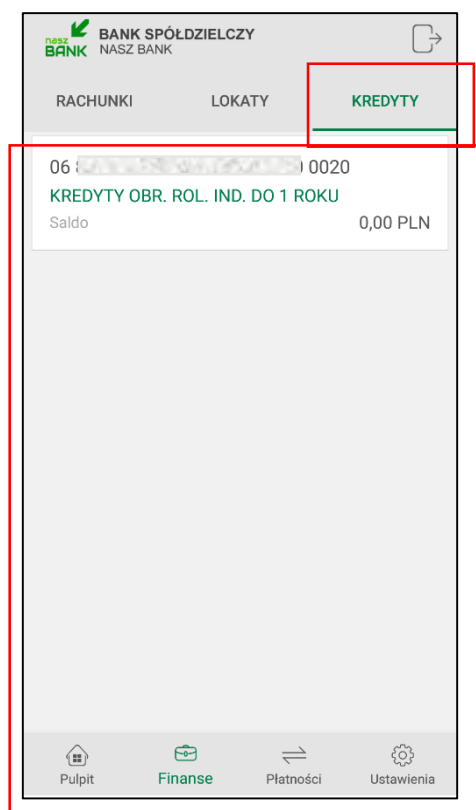 nasz BANK BANK SPÓŁDZIELCZY
NASZ BANK
RACHUNKI LOKATY KREDYTY
06 0020
KREDYTY OBR. ROL. IND. DO 1 ROKU
Saldo 0,00 PLN
Pulpit Finanse Płatności Ustawienia